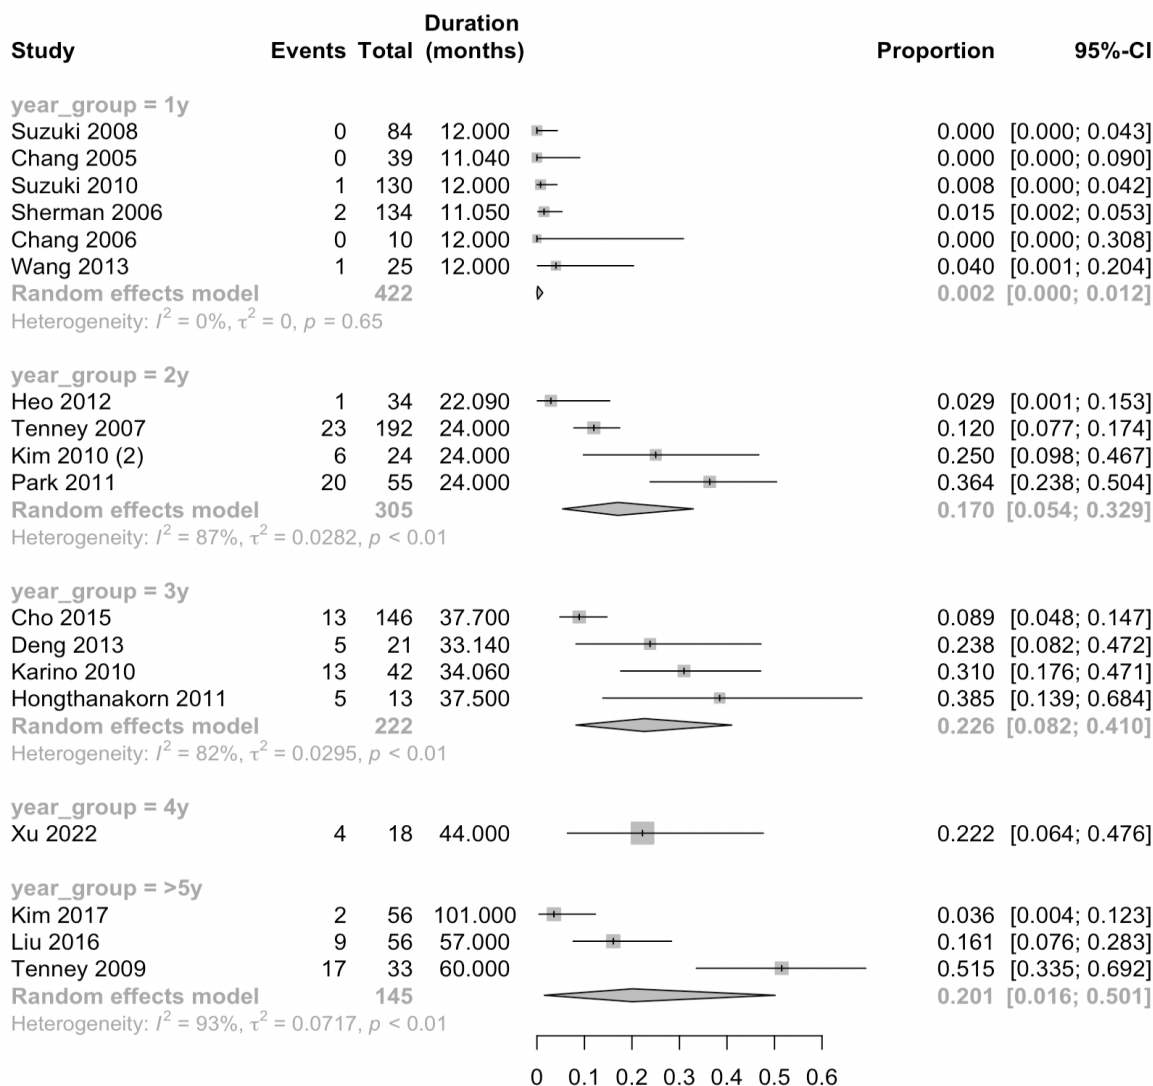 Duration
Study Events Total (months) Proportion 95%-CI
year_group = 1y
Suzuki 2008 0 84 12.000 0.000 [0.000; 0.043]
Chang 2005 0 39 11.040 0.000 [0.000; 0.090]
Suzuki 2010 1 130 12.000 0.008 [0.000; 0.042]
Sherman 2006 2 134 11.050 0.015 [0.002; 0.053]
Chang 2006 0 10 12.000 0.000 [0.000; 0.308]
Wang 2013 1 25 12.000 0.040 [0.001; 0.204]
Random effects model 422 0.002 [0.000; 0.012]
Heterogeneity: I² = 0%, τ² = 0, p = 0.65
year_group = 2y
Heo 2012 1 34 22.090 0.029 [0.001; 0.153]
Tenney 2007 23 192 24.000 0.120 [0.077; 0.174]
Kim 2010 (2) 6 24 24.000 0.250 [0.098; 0.467]
Park 2011 20 55 24.000 0.364 [0.238; 0.504]
Random effects model 305 0.170 [0.054; 0.329]
Heterogeneity: I² = 87%, τ² = 0.0282, p < 0.01
year_group = 3y
Cho 2015 13 146 37.700 0.089 [0.048; 0.147]
Deng 2013 5 21 33.140 0.238 [0.082; 0.472]
Karino 2010 13 42 34.060 0.310 [0.176; 0.471]
Hongthanakorn 2011 5 13 37.500 0.385 [0.139; 0.684]
Random effects model 222 0.226 [0.082; 0.410]
Heterogeneity: I² = 82%, τ² = 0.0295, p < 0.01
year_group = 4y
Xu 2022 4 18 44.000 0.222 [0.064; 0.476]
year_group = >5y
Kim 2017 2 56 101.000 0.036 [0.004; 0.123]
Liu 2016 9 56 57.000 0.161 [0.076; 0.283]
Tenney 2009 17 33 60.000 0.515 [0.335; 0.692]
Random effects model 145 0.201 [0.016; 0.501]
Heterogeneity: I² = 93%, τ² = 0.0717, p < 0.01
0 0.1 0.2 0.3 0.4 0.5 0.6